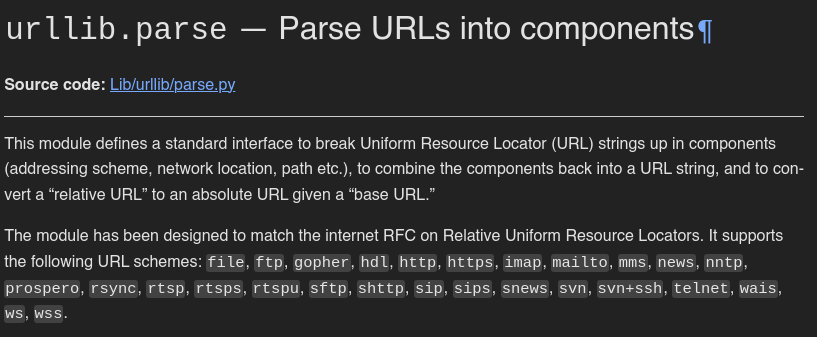 urllib.parse — Parse URLs into components¶
Source code: Lib/urllib/parse.py
This module defines a standard interface to break Uniform Resource Locator (URL) strings up in components
(addressing scheme, network location, path etc.), to combine the components back into a URL string, and to con-
vert a “relative URL” to an absolute URL given a “base URL.”
The module has been designed to match the internet RFC on Relative Uniform Resource Locators. It supports
the following URL schemes: file, ftp, gopher, hdl, http, https, imap, mailto, mms, news, nntp,
prospero, rsync, rtsp, rtsps, rtspu, sftp, shttp, sip, sips, snews, svn, svn+ssh, telnet, wais,
ws, wss.